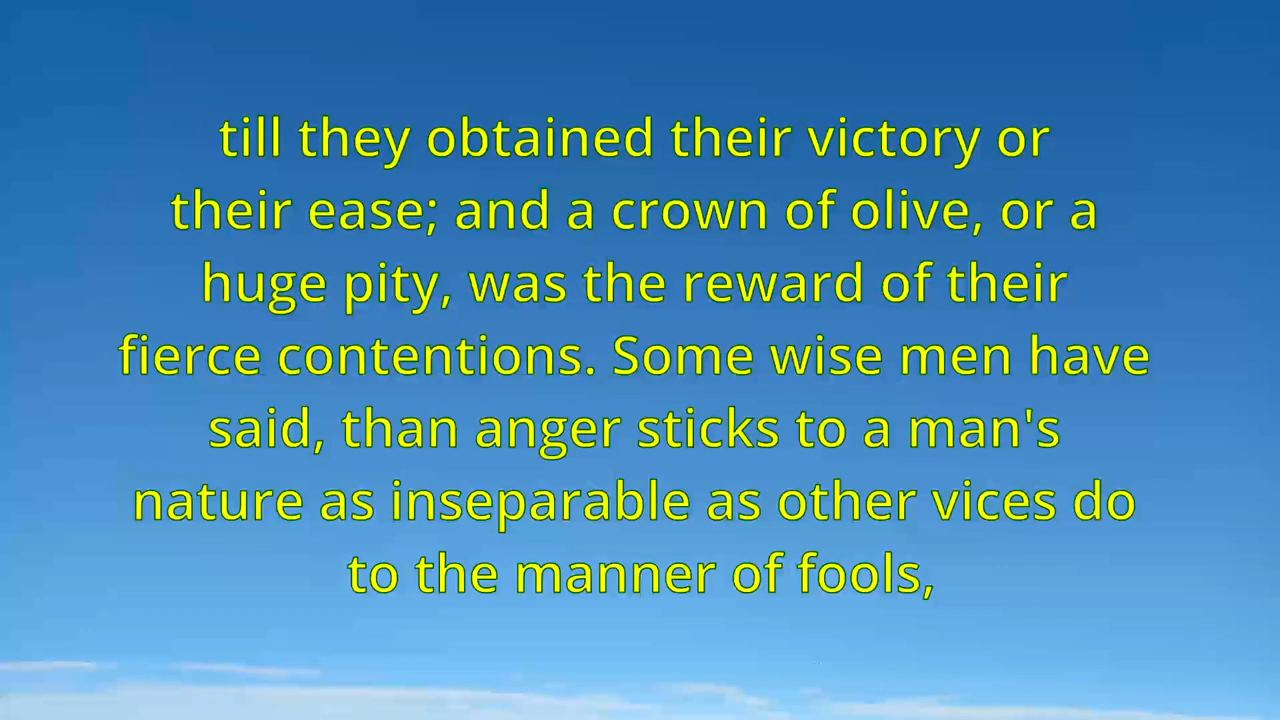 till they obtained their victory or
their ease; and a crown of olive, or a
huge pity, was the reward of their
fierce contentions. Some wise men have
said, than anger sticks to a man's
nature as inseparable as other vices do
to the manner of fools,